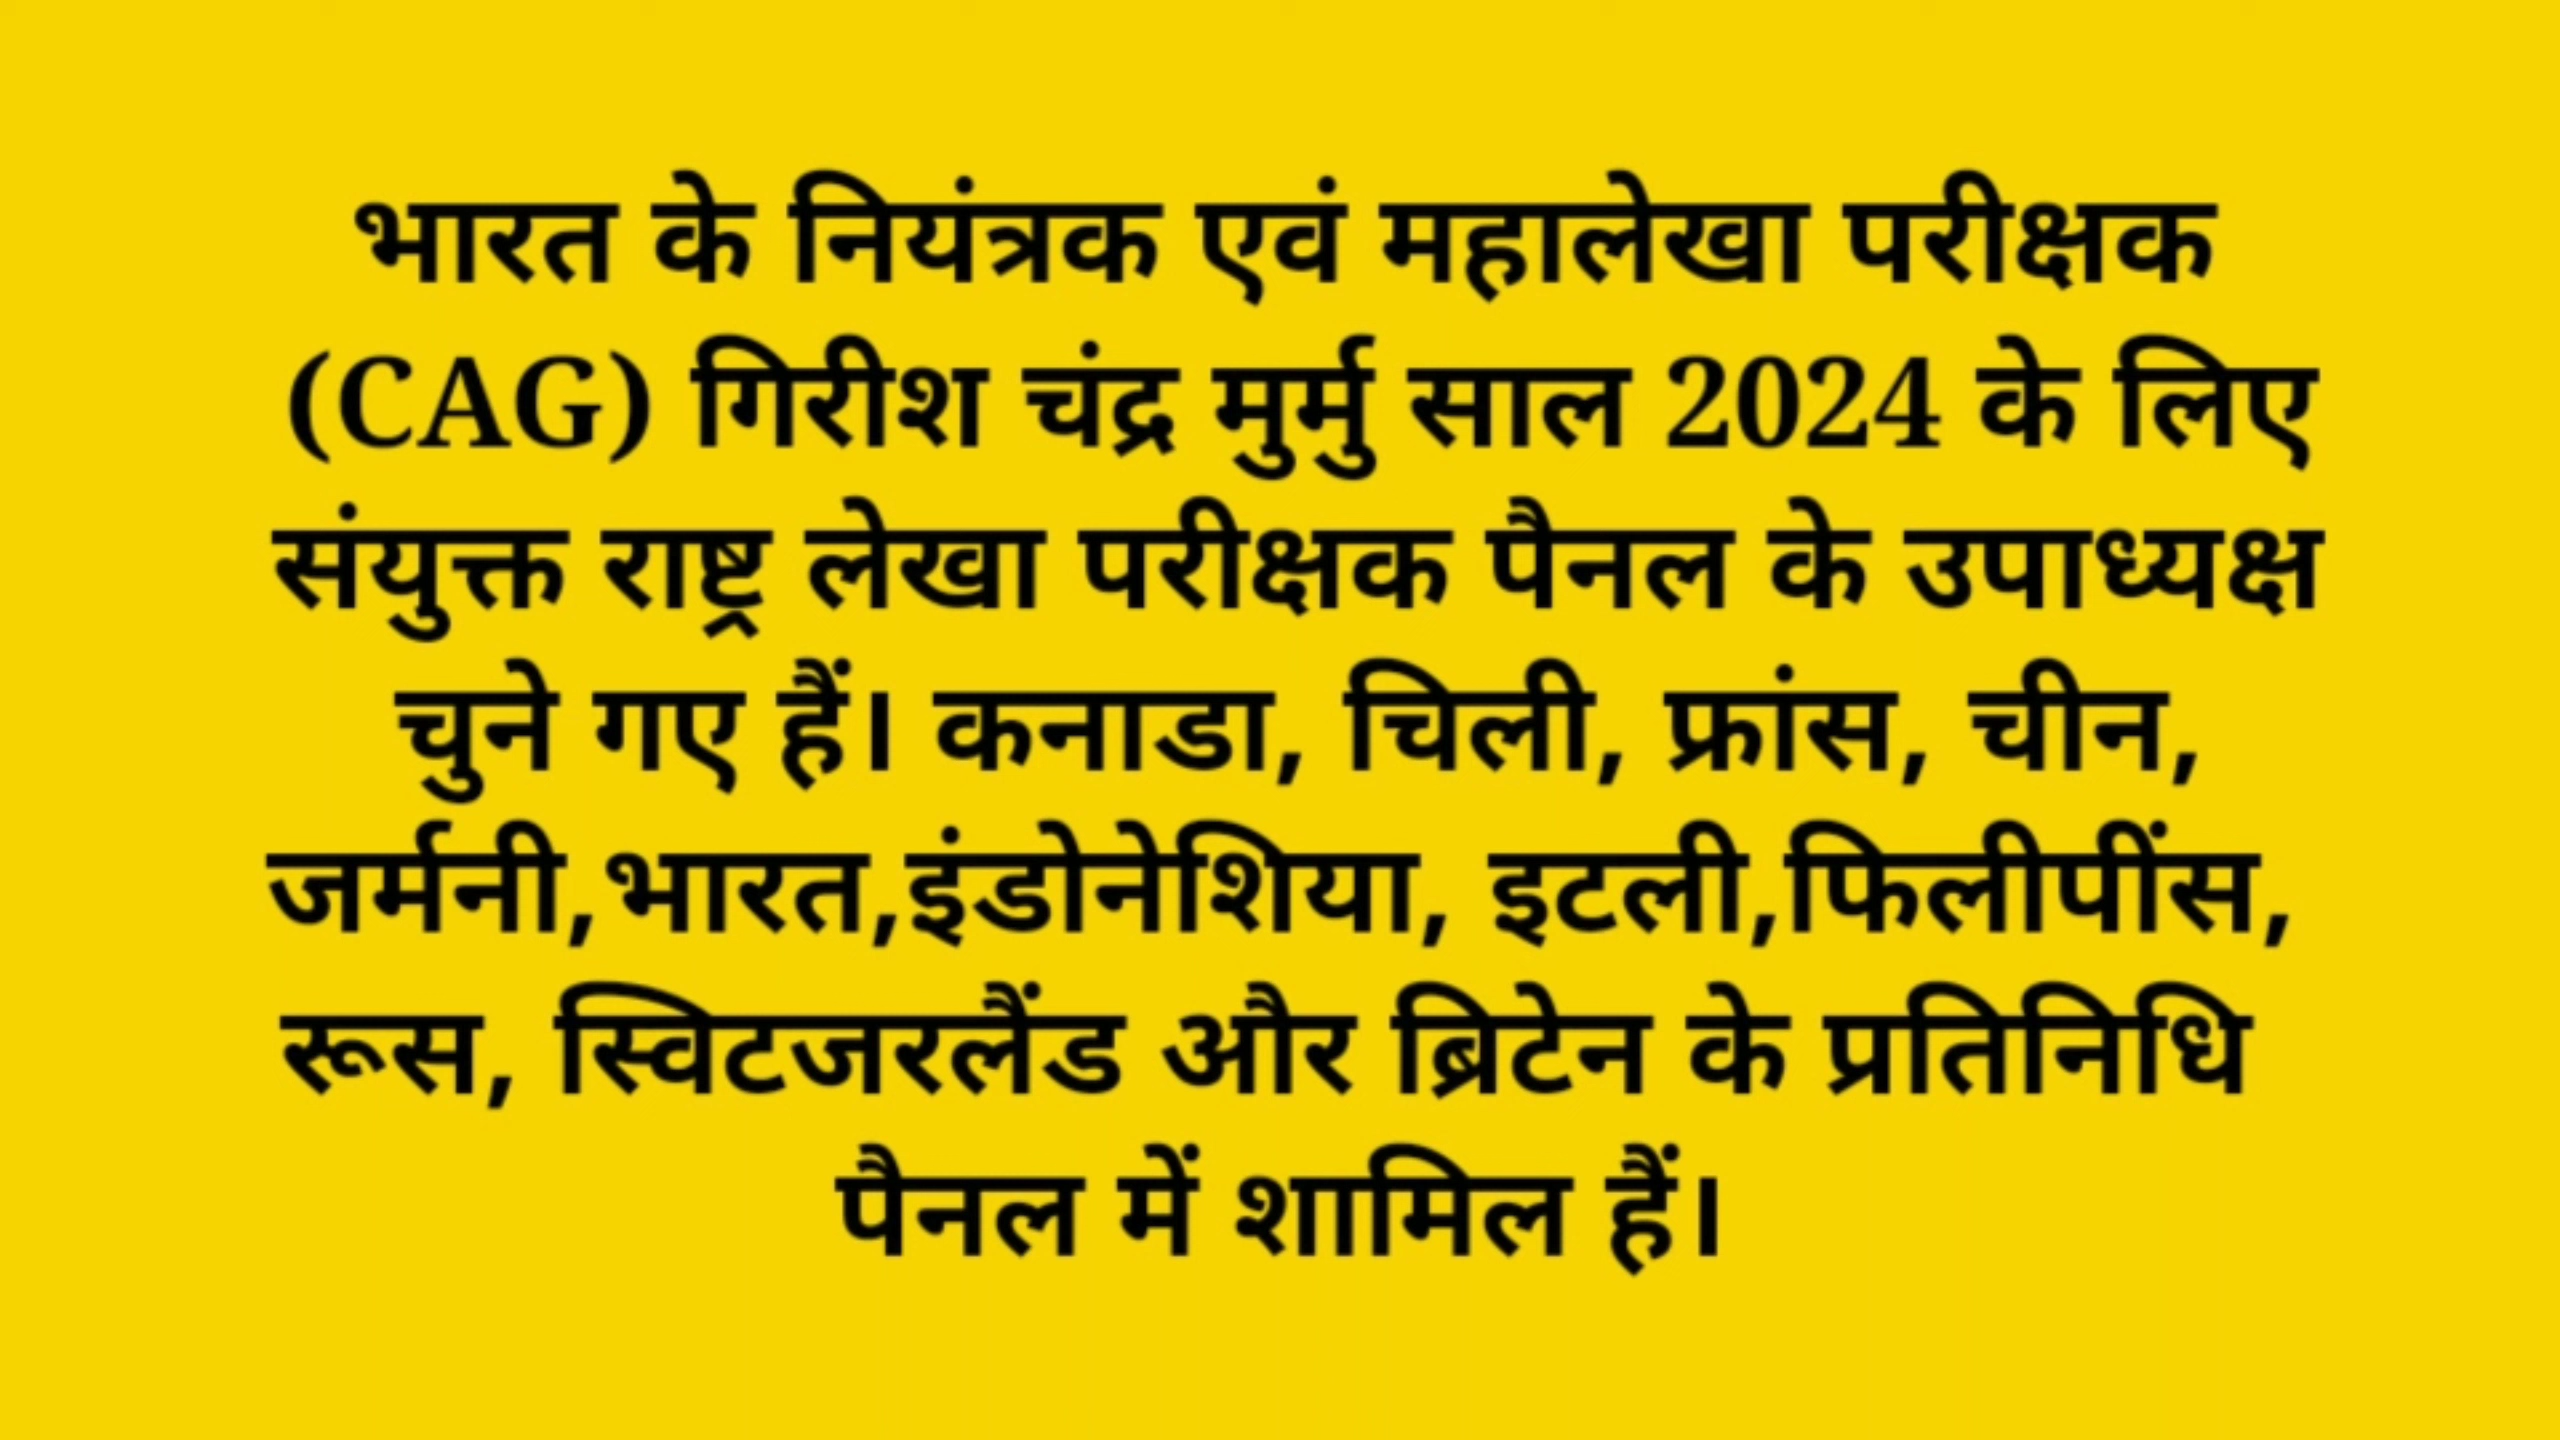 भारत के नियंत्रक एवं महालेखा परीक्षक
(CAG) गिरीश चंद्र मुर्मु साल 2024 के लिए
संयुक्त राष्ट्र लेखा परीक्षक पैनल के उपाध्यक्ष
चुने गए हैं। कनाडा, चिली, फ्रांस, चीन,
जर्मनी,भारत,इंडोनेशिया, इटली,फिलीपींस,
रूस, स्विटजरलैंड और ब्रिटेन के प्रतिनिधि
पैनल में शामिल हैं।